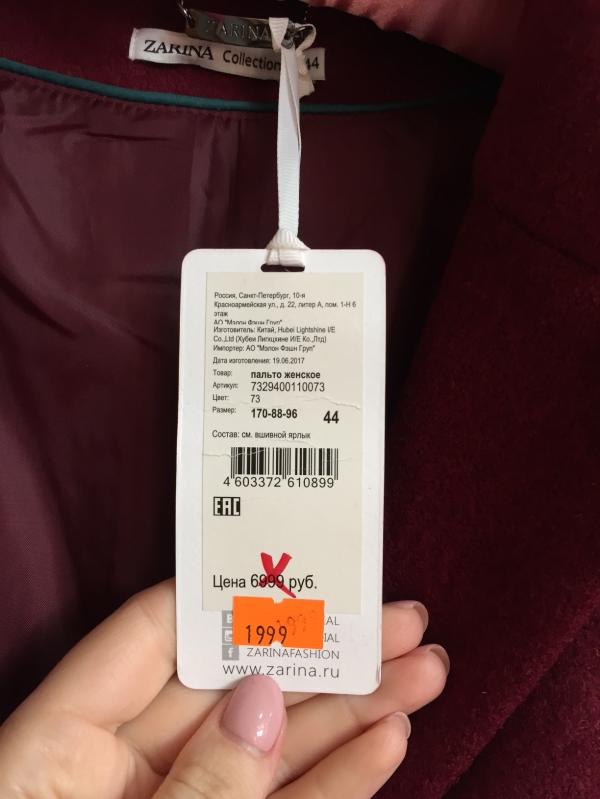 ZARINA
ZARINA Collection 44
Россия, Санкт-Петербург, 10-я
Красноармейская ул., д. 22, литер А, пом. 1-Н 6
этаж
АО "Мэлон Фэшн Груп"
Изготовитель: Китай, Hubei Lightshine I/E
Co.,Ltd (Хубеи Липцхине И/Е Ко.,Лтд)
Импортер: АО "Мэлон Фэшн Груп"
Дата изготовления: 19.06.2017
Товар: пальто женское
Артикул: 7329400110073
Цвет: 73
Размер: 170-88-96 44
Состав: см. вшивной ярлык
4 603372 610899
EAC
Цена 6999 руб.
1999
ZARINAFASHION
www.zarina.ru